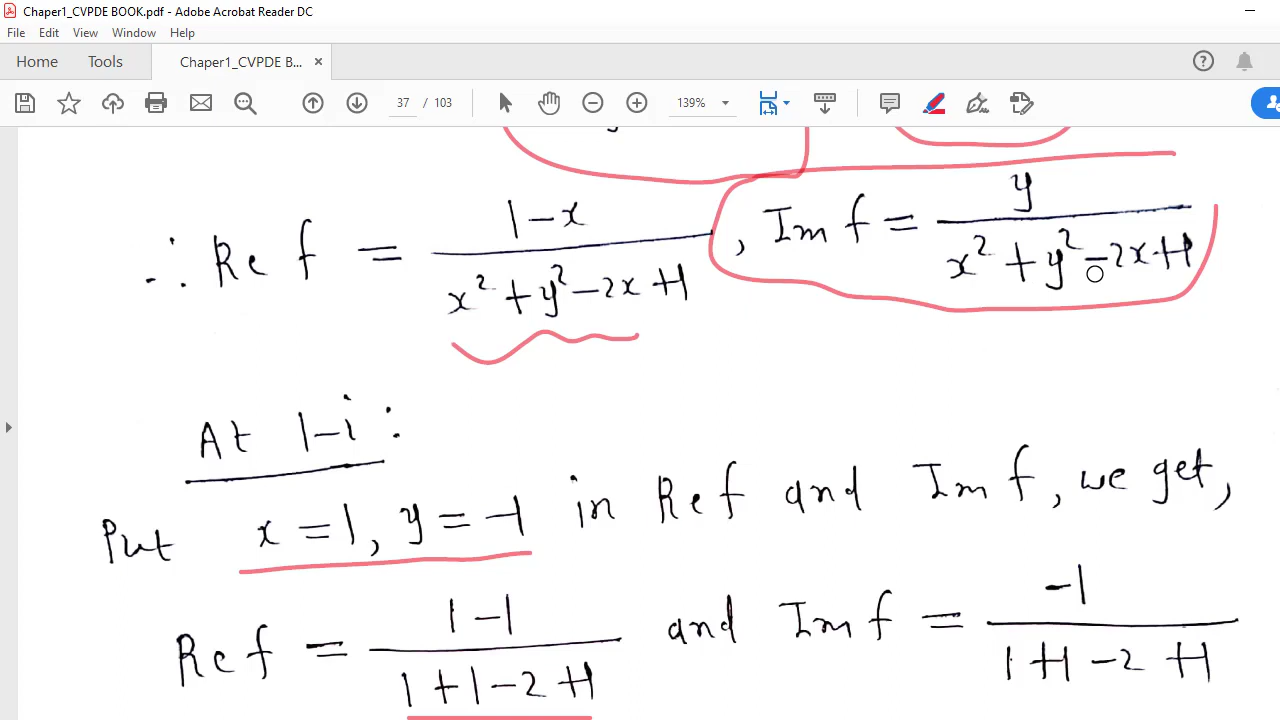 Chaper1_CVPDE BOOK.pdf - Adobe Acrobat Reader DC
File Edit View Window Help
Home Tools Chaper1_CVPDE B... ×
37 / 103 139%
∴ Re f = (1-x)/(x²+y²-2x+1), Im f = y/(x²+y²-2x+1)
At 1-i :
Put x=1, y=-1 in Re f and Im f, we get,
Re f = (1-1)/(1+1-2+1) and Im f = -1/(1+1-2+1)